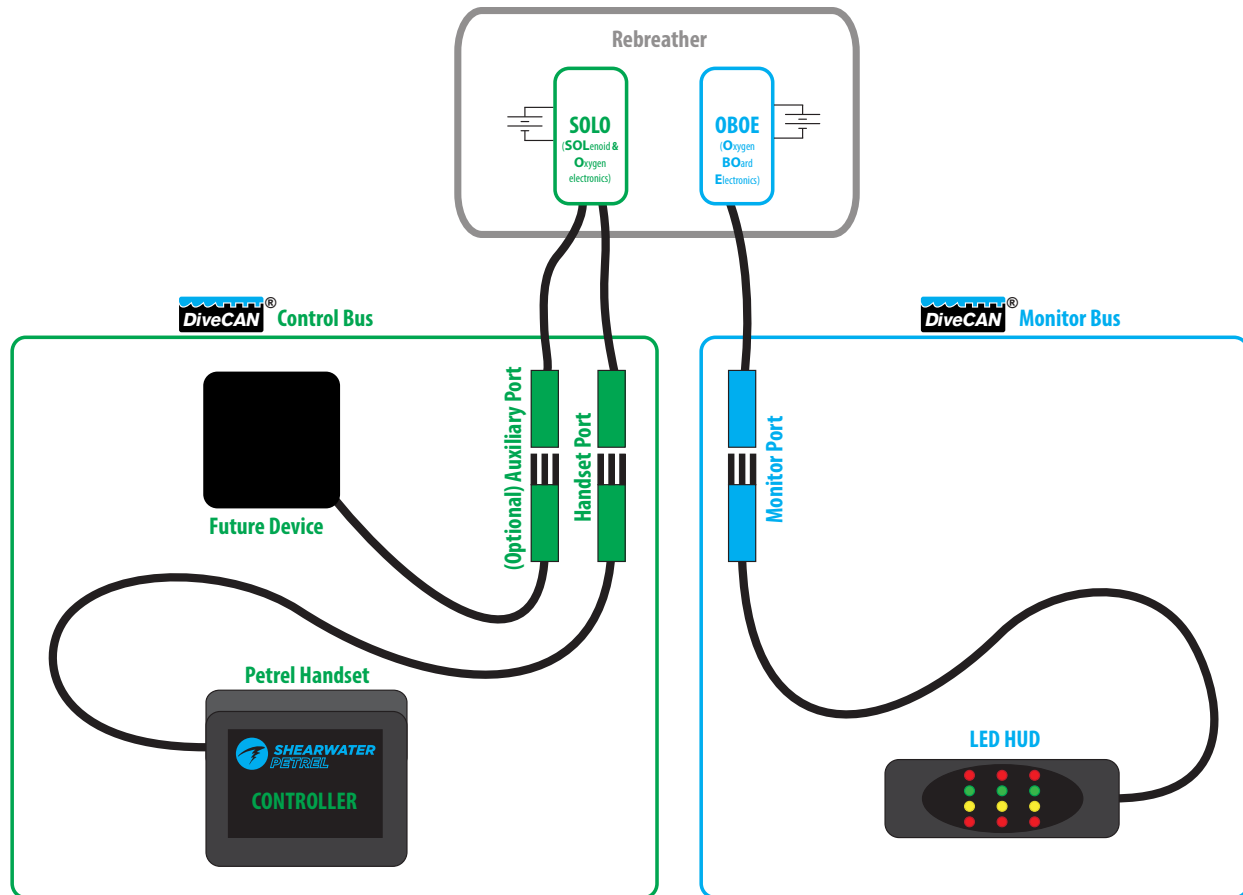 Rebreather
SOLO
(SOLenoid &
Oxygen
electronics)
OBOE
(Oxygen
BOard
Electronics)
DiveCAN® Control Bus
DiveCAN® Monitor Bus
(Optional) Auxiliary Port
Handset Port
Monitor Port
Future Device
Petrel Handset
SHEARWATER
PETREL
CONTROLLER
LED HUD